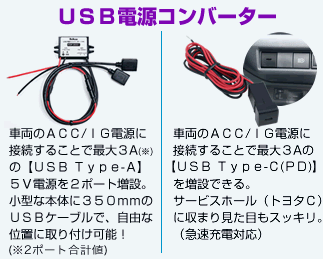 USB電源コンバーター
車両のACC/IG電源に
接続することで最大3A(※)
の【USB Type-A】
5V電源を2ポート増設。
小型な本体に350mmの
USBケーブルで、自由な
位置に取り付け可能！
(※2ポート合計値)
車両のACC/IG電源に
接続することで最大3Aの
【USB Type-C(PD)】
を増設できる。
サービスホール（トヨタC）
に収まり見た目もスッキリ。
（急速充電対応）